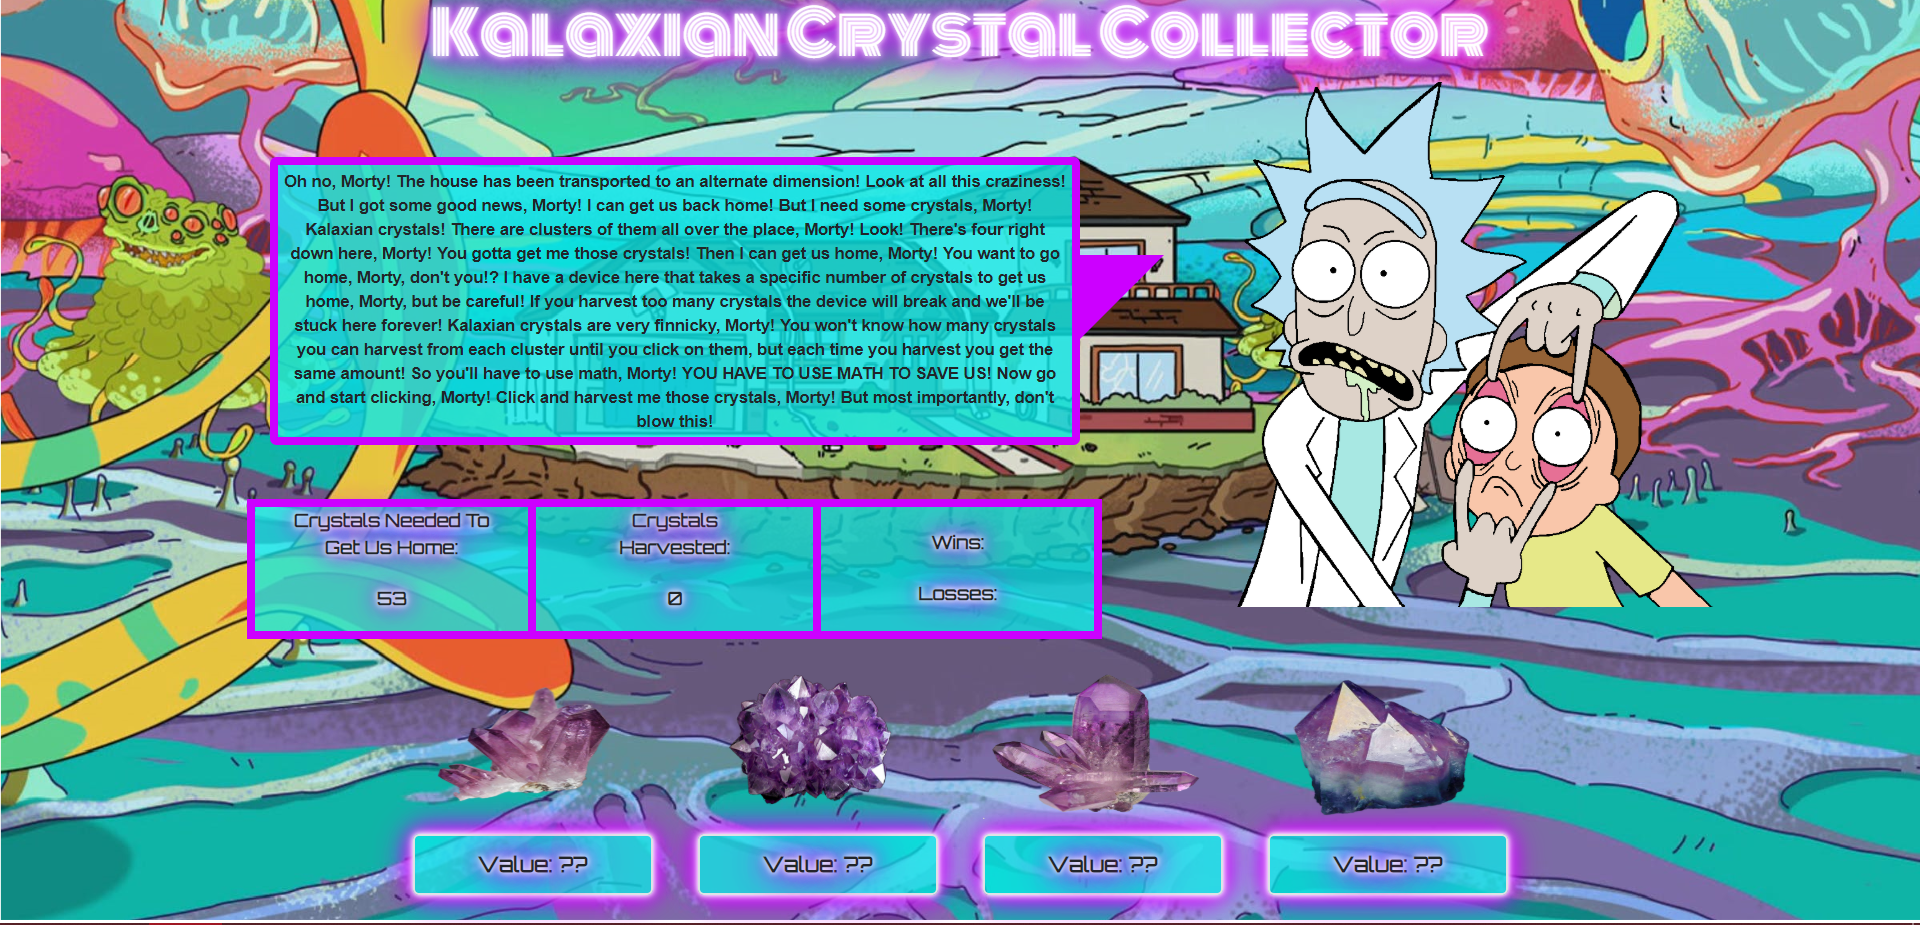 Kalaxian Crystal Collector
Oh no, Morty! The house has been transported to an alternate dimension! Look at all this craziness!
But I got some good news, Morty! I can get us back home! But I need some crystals, Morty!
Kalaxian crystals! There are clusters of them all over the place, Morty! Look! There's four right
down here, Morty! You gotta get me those crystals! Then I can get us home, Morty! You want to go
home, Morty, don't you!? I have a device here that takes a specific number of crystals to get us
home, Morty, but be careful! If you harvest too many crystals the device will break and we'll be
stuck here forever! Kalaxian crystals are very finnicky, Morty! You won't know how many crystals
you can harvest from each cluster until you click on them, but each time you harvest you get the
same amount! So you'll have to use math, Morty! YOU HAVE TO USE MATH TO SAVE US! Now go
and start clicking, Morty! Click and harvest me those crystals, Morty! But most importantly, don't
blow this!
Crystals Needed To
Get Us Home:
53
Crystals
Harvested:
0
Wins:
Losses:
Value: ??
Value: ??
Value: ??
Value: ??